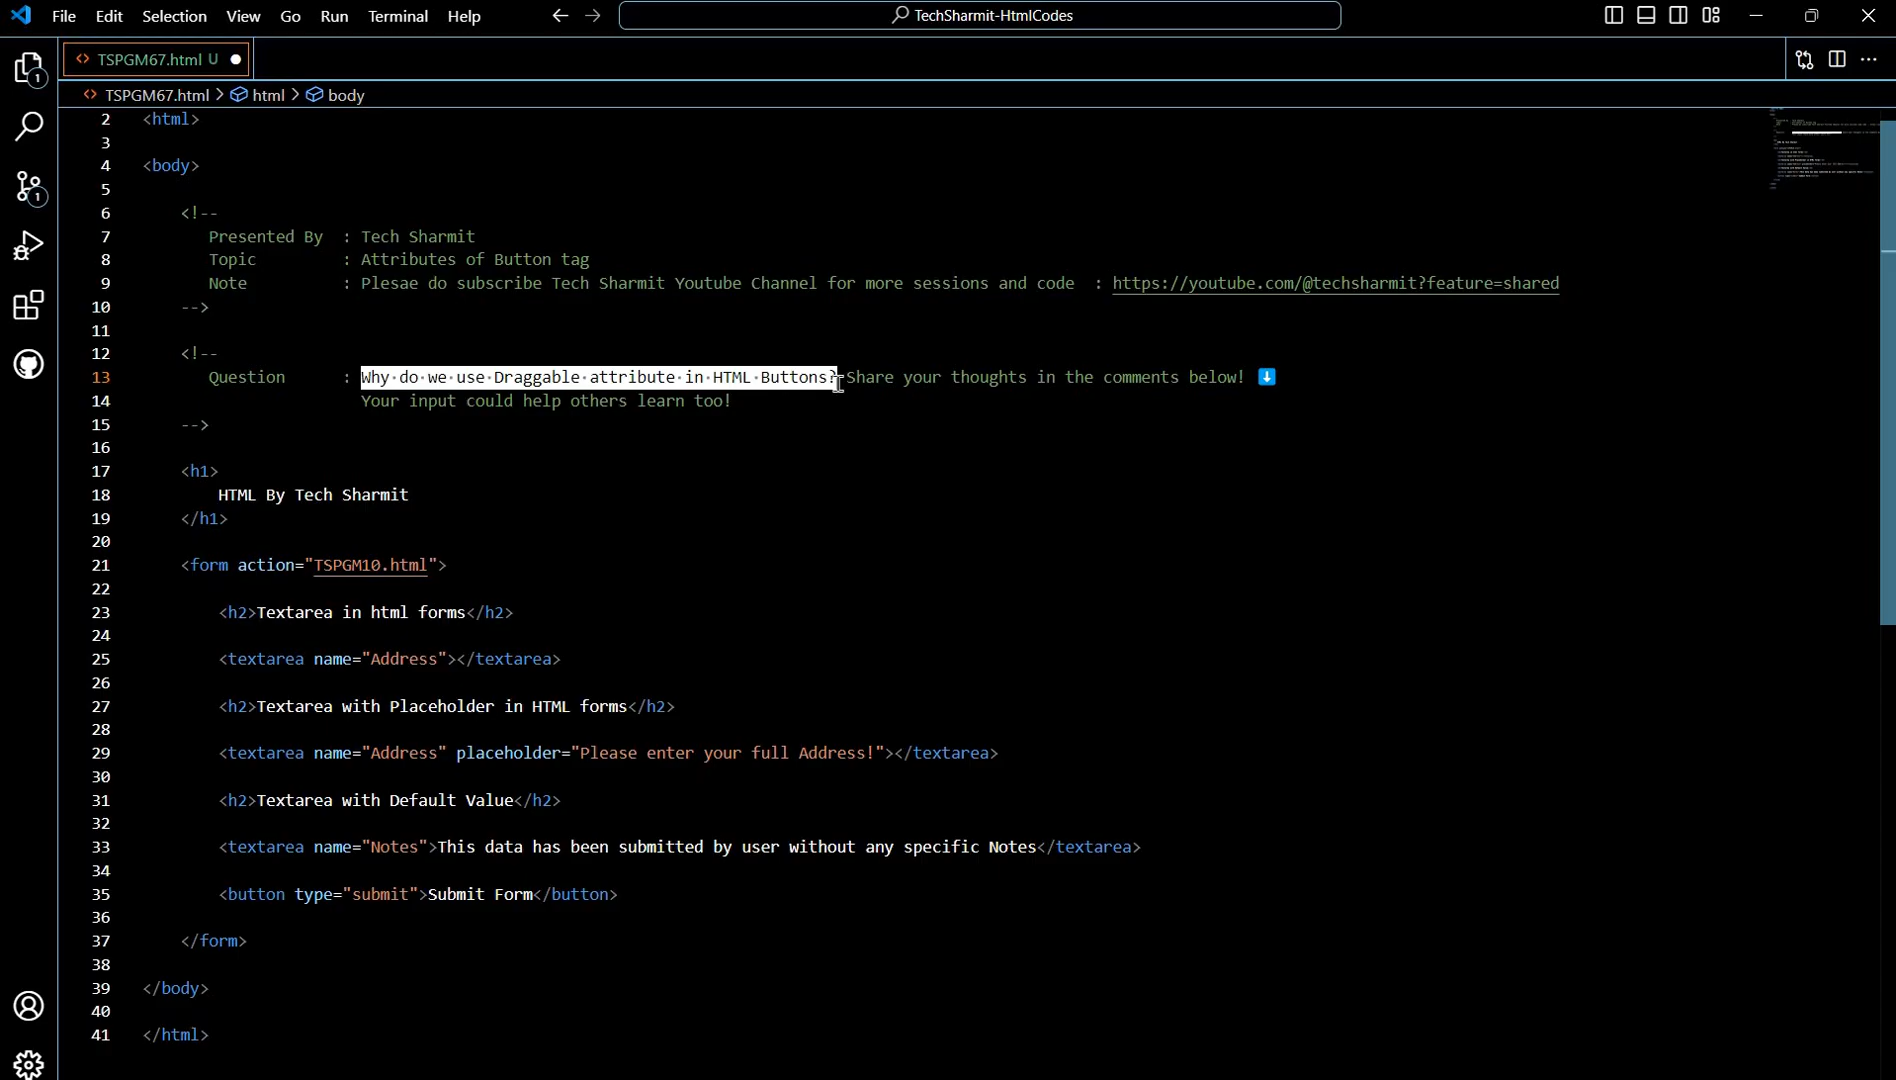 File Edit Selection View Go Run Terminal Help
TechSharmit-HtmlCodes
TSPGM67.html U
TSPGM67.html > html > body
2 <html>
3
4 <body>
5
6 <!--
7 Presented By : Tech Sharmit
8 Topic : Attributes of Button tag
9 Note : Plesae do subscribe Tech Sharmit Youtube Channel for more sessions and code : https://youtube.com/@techsharmit?feature=shared
10 -->
11
12 <!--
13 Question : Why do we use Draggable attribute in HTML Buttons? Share your thoughts in the comments below! ⬇️
14 Your input could help others learn too!
15 -->
16
17 <h1>
18 HTML By Tech Sharmit
19 </h1>
20
21 <form action="TSPGM10.html">
22
23 <h2>Textarea in html forms</h2>
24
25 <textarea name="Address"></textarea>
26
27 <h2>Textarea with Placeholder in HTML forms</h2>
28
29 <textarea name="Address" placeholder="Please enter your full Address!"></textarea>
30
31 <h2>Textarea with Default Value</h2>
32
33 <textarea name="Notes">This data has been submitted by user without any specific Notes</textarea>
34
35 <button type="submit">Submit Form</button>
36
37 </form>
38
39 </body>
40
41 </html>
1
1